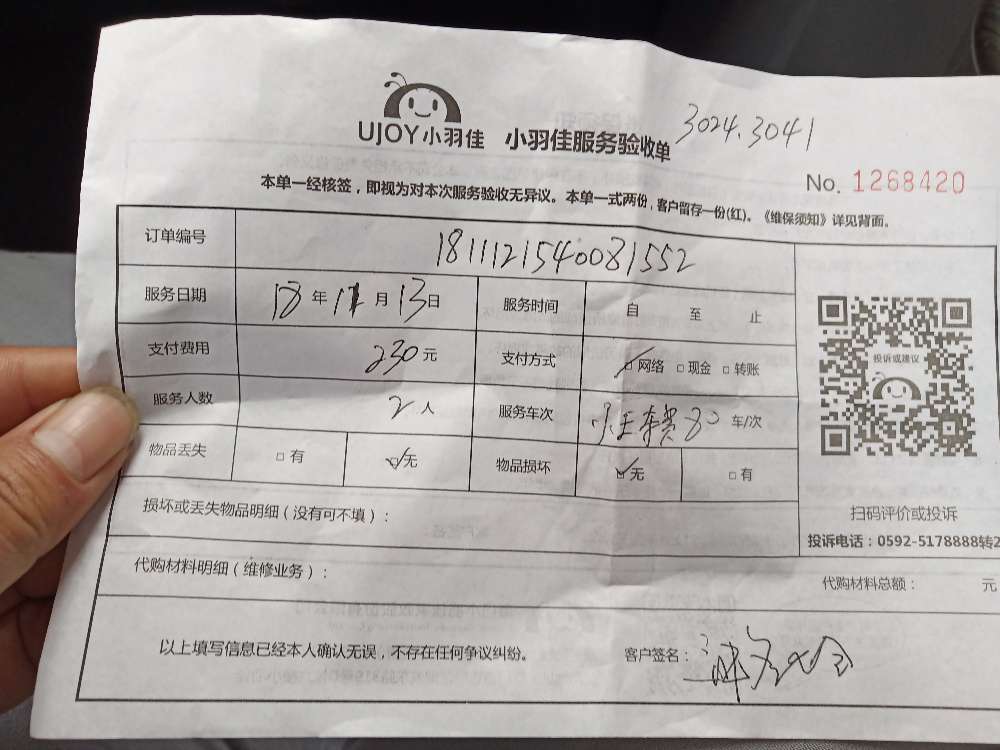 UJOY小羽佳 小羽佳服务验收单 3024.3041
No. 1268420
本单一经核签，即视为对本次服务验收无异议。本单一式两份，客户留存一份(红)。《维保须知》详见背面。
订单编号 1811121540081552
服务日期 18年11月13日 服务时间 自 至 止
支付费用 230元 支付方式 网络 现金 转账
投诉或建议
服务人数 2人 服务车次 车费80 车/次
物品丢失 有 无 物品损坏 无 有
损坏或丢失物品明细（没有可不填）：
扫码评价或投诉
投诉电话：0592-5178888转2
代购材料明细（维修业务）：
代购材料总额： 元
以上填写信息已经本人确认无误，不存在任何争议纠纷。 客户签名：